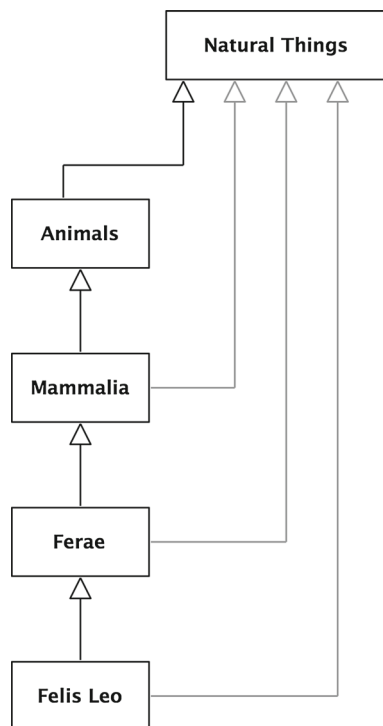 Natural Things
Animals
Mammalia
Ferae
Felis Leo